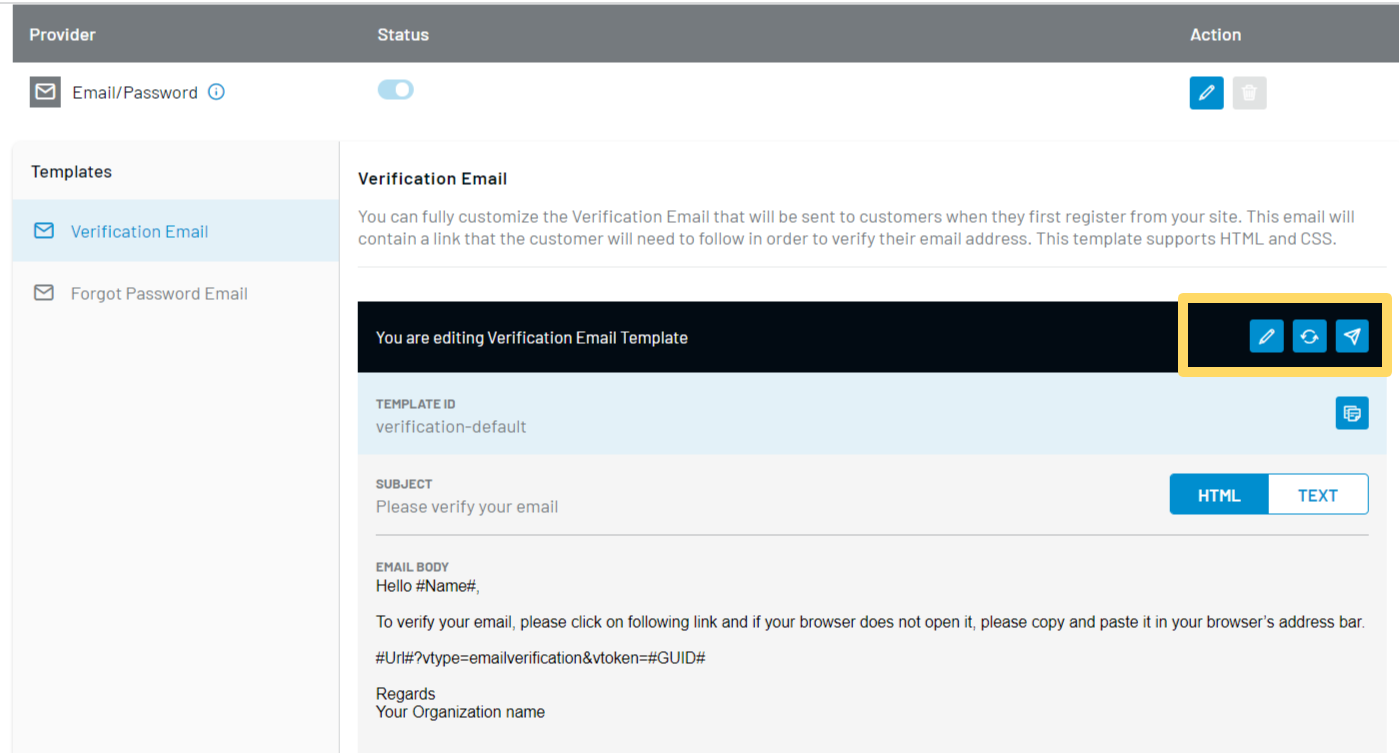 Provider Status Action
Email/Password
Templates
Verification Email
Forgot Password Email
Verification Email
You can fully customize the Verification Email that will be sent to customers when they first register from your site. This email will
contain a link that the customer will need to follow in order to verify their email address. This template supports HTML and CSS.
You are editing Verification Email Template
TEMPLATE ID
verification-default
SUBJECT
Please verify your email
HTML TEXT
EMAIL BODY
Hello #Name#,
To verify your email, please click on following link and if your browser does not open it, please copy and paste it in your browser’s address bar.
#Url#?vtype=emailverification&vtoken=#GUID#
Regards
Your Organization name